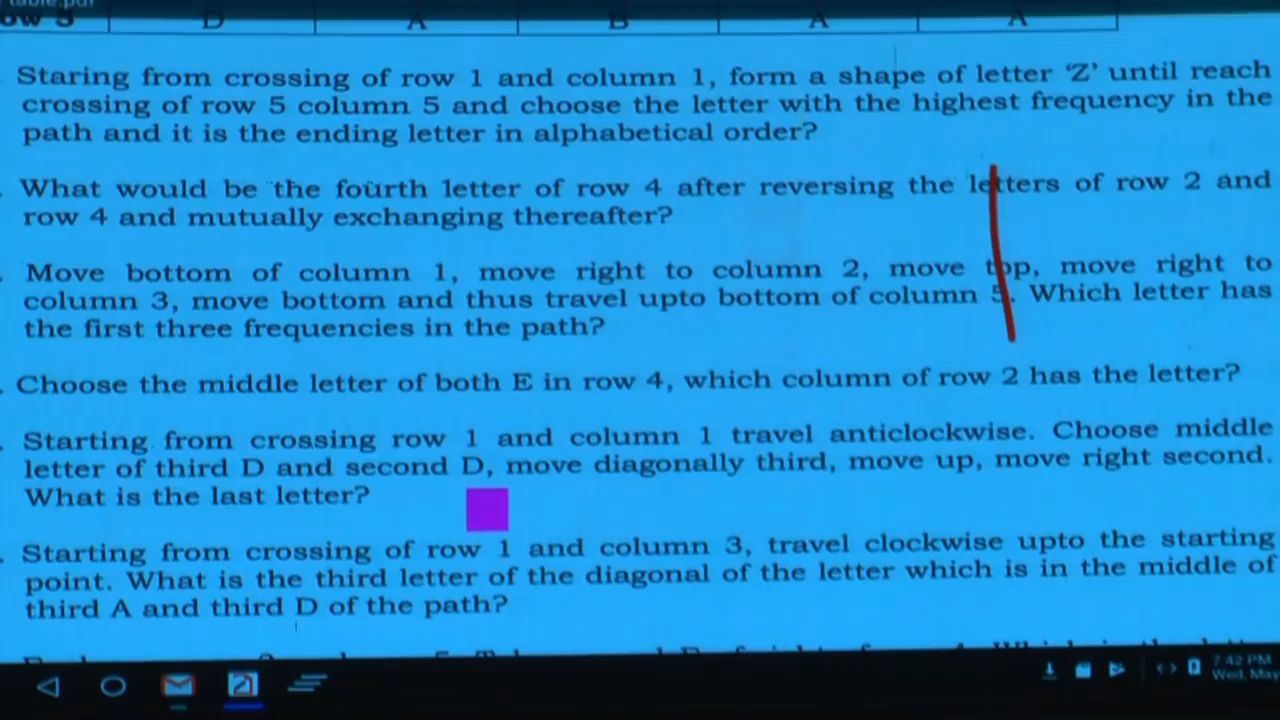 table.pdf
ow 5 D A B A A
Staring from crossing of row 1 and column 1, form a shape of letter ‘Z’ until reach
crossing of row 5 column 5 and choose the letter with the highest frequency in the
path and it is the ending letter in alphabetical order?
What would be the fourth letter of row 4 after reversing the letters of row 2 and
row 4 and mutually exchanging thereafter?
Move bottom of column 1, move right to column 2, move top, move right to
column 3, move bottom and thus travel upto bottom of column 5. Which letter has
the first three frequencies in the path?
Choose the middle letter of both E in row 4, which column of row 2 has the letter?
Starting from crossing row 1 and column 1 travel anticlockwise. Choose middle
letter of third D and second D, move diagonally third, move up, move right second.
What is the last letter?
Starting from crossing of row 1 and column 3, travel clockwise upto the starting
point. What is the third letter of the diagonal of the letter which is in the middle of
third A and third D of the path?
7:42 PM
Wed, May